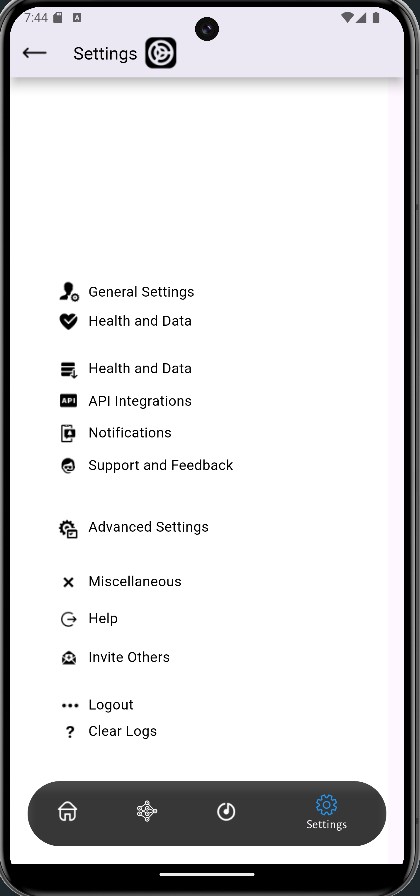 7:44
Settings
General Settings
Health and Data
Health and Data
API Integrations
Notifications
Support and Feedback
Advanced Settings
Miscellaneous
Help
Invite Others
Logout
Clear Logs
Settings